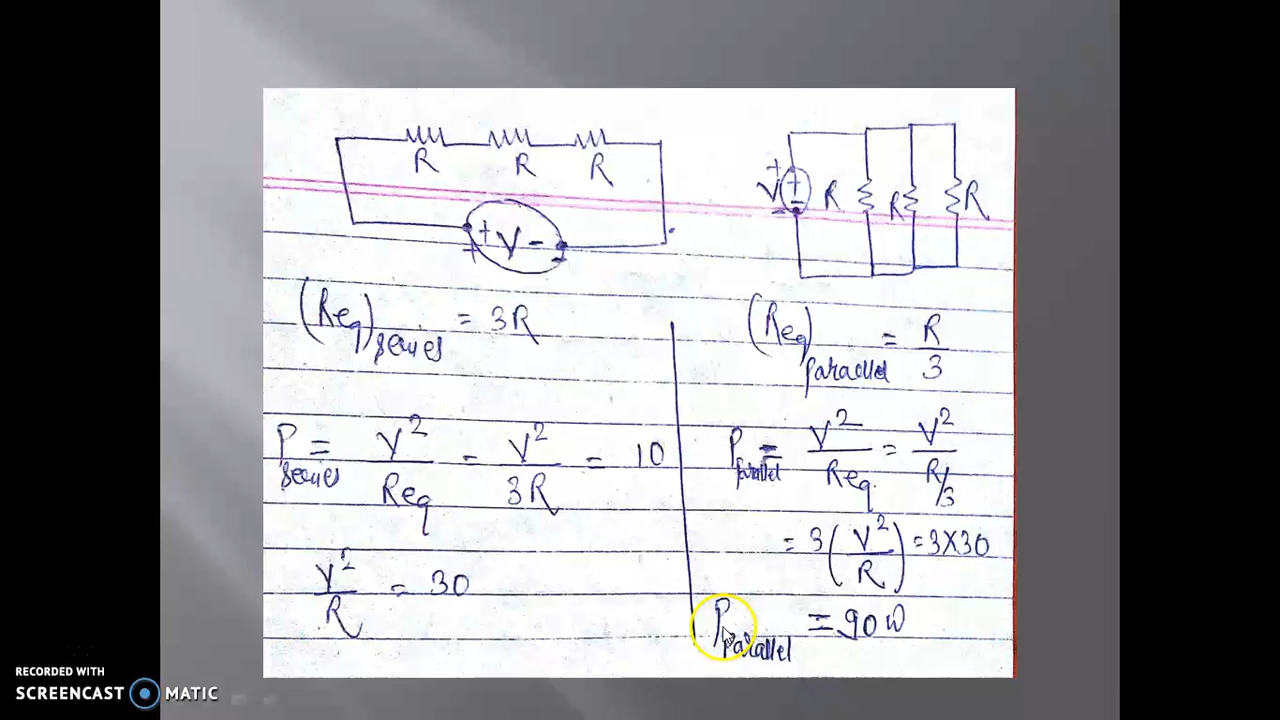 R R R
+ V -
+ -
(Req)series = 3R
P series = V²/Req = V²/3R = 10
V²/R = 30
V + - R R R
(Req)parallel = R/3
P parallel = V²/Req = V²/R/3
= 3(V²/R) = 3X30
P parallel = 90W
RECORDED WITH
SCREENCAST MATIC